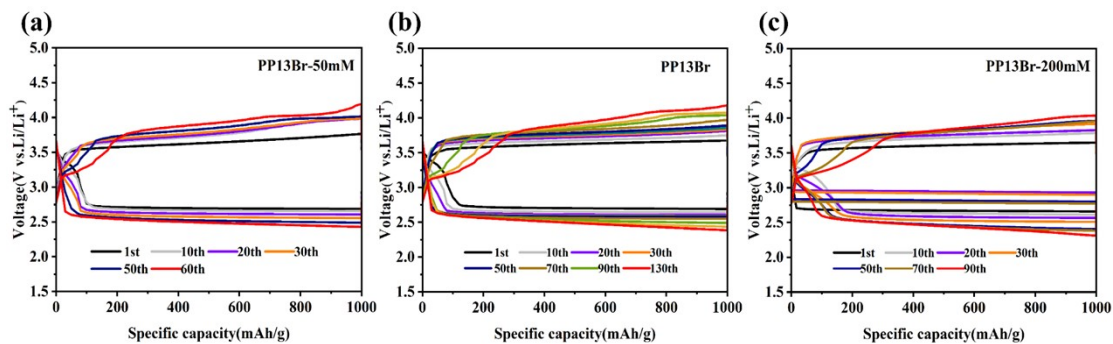 (a)
PP13Br-50mM
Voltage(V vs.Li/Li+)
5.0
4.5
4.0
3.5
3.0
2.5
2.0
1.5
1st 10th 20th 30th
50th 60th
0 200 400 600 800 1000
Specific capacity(mAh/g)
(b)
PP13Br
Voltage(V vs.Li/Li+)
5.0
4.5
4.0
3.5
3.0
2.5
2.0
1.5
1st 10th 20th 30th
50th 70th 90th 130th
0 200 400 600 800 1000
Specific capacity(mAh/g)
(c)
PP13Br-200mM
Voltage(V vs.Li/Li+)
5.0
4.5
4.0
3.5
3.0
2.5
2.0
1.5
1st 10th 20th 30th
50th 70th 90th
0 200 400 600 800 1000
Specific capacity(mAh/g)